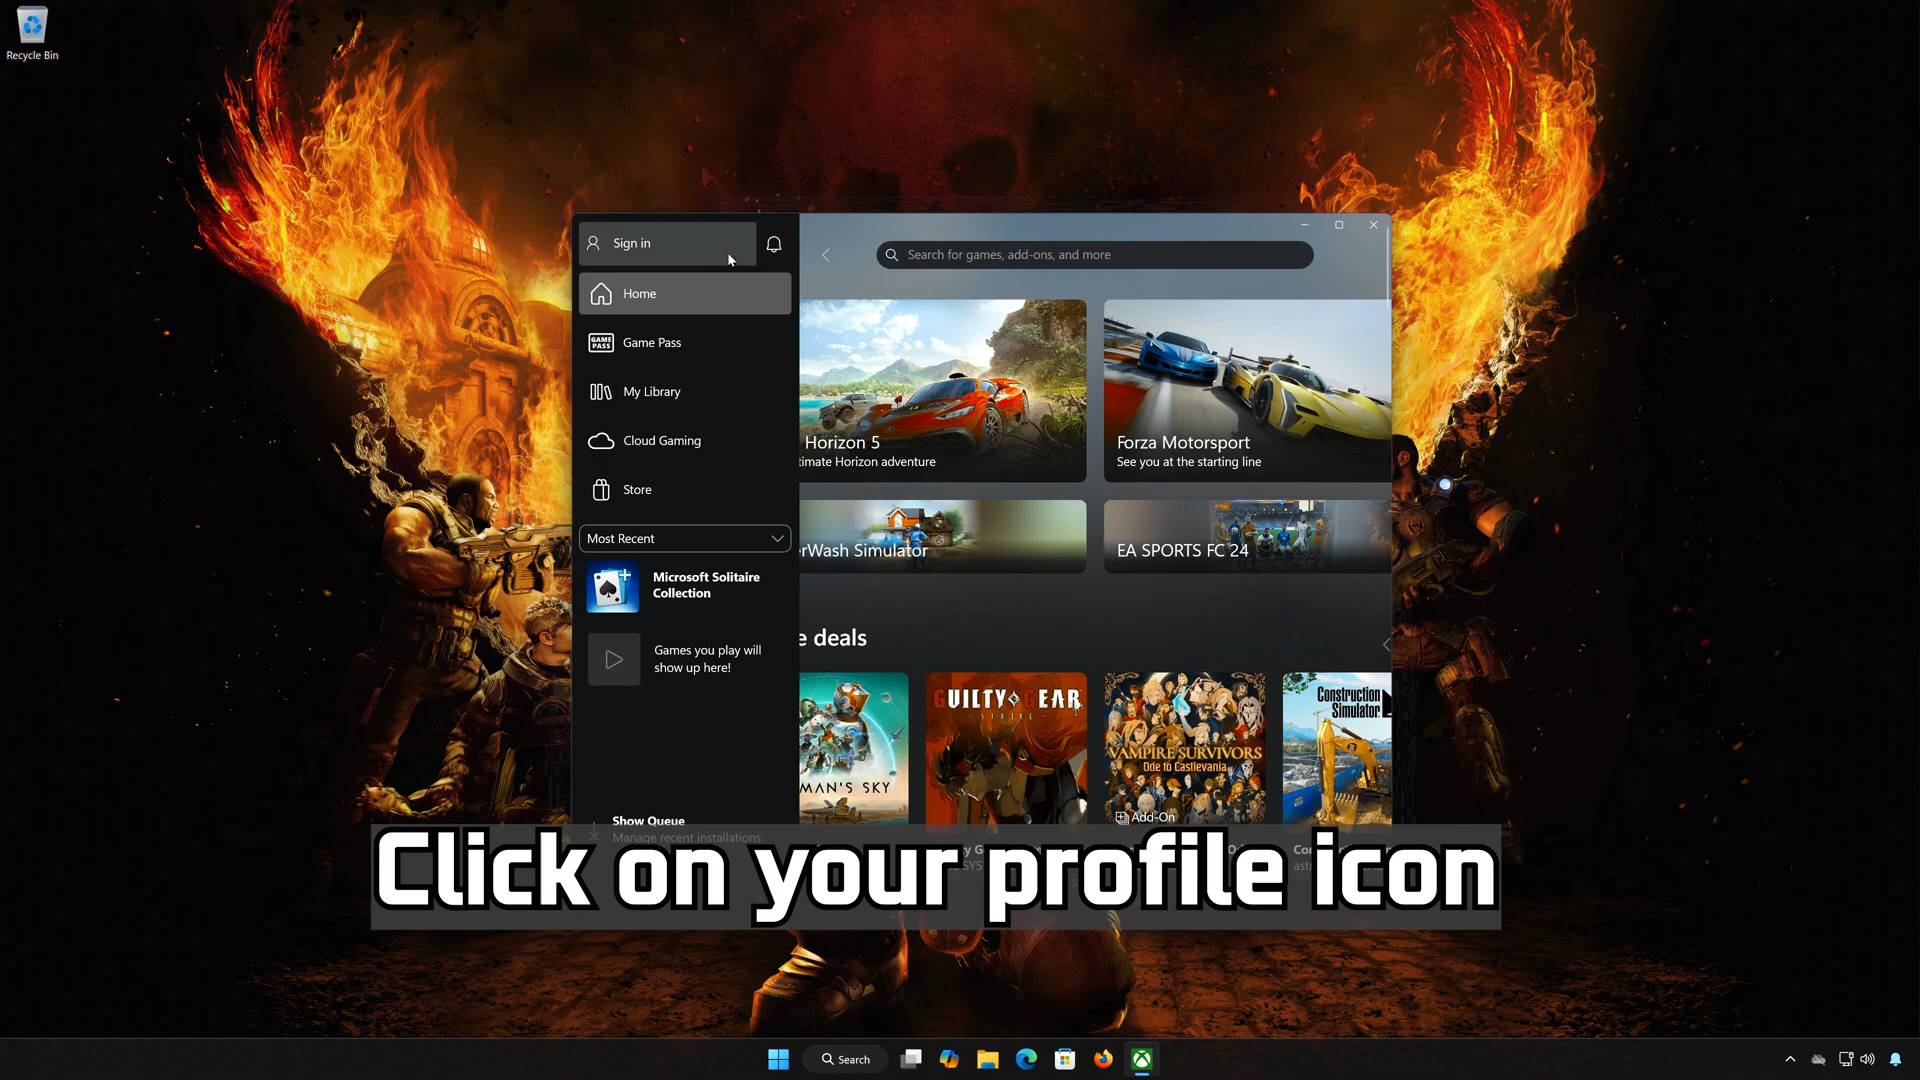 Recycle Bin
Sign in
Search for games, add-ons, and more
Home
GAME PASS
Game Pass
My Library
Cloud Gaming
Store
Most Recent
Microsoft Solitaire
Collection
Games you play will
show up here!
Show Queue
Manage recent installations
Horizon 5
timate Horizon adventure
Forza Motorsport
See you at the starting line
erWash Simulator
EA SPORTS FC 24
e deals
MAN'S SKY
GUILTY GEAR
STRIVE
VAMPIRE SURVIVORS
Ode to Castlevania
Add-On
Construction
Simulator
Click on your profile icon
Search